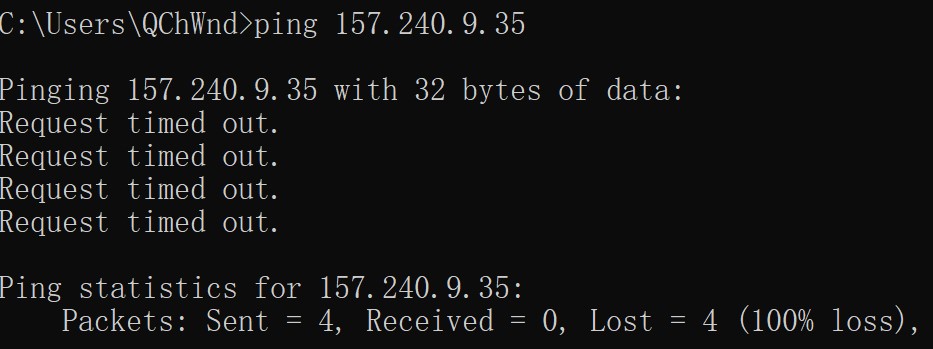 C:\Users\QChWnd>ping 157.240.9.35
Pinging 157.240.9.35 with 32 bytes of data:
Request timed out.
Request timed out.
Request timed out.
Request timed out.
Ping statistics for 157.240.9.35:
    Packets: Sent = 4, Received = 0, Lost = 4 (100% loss),